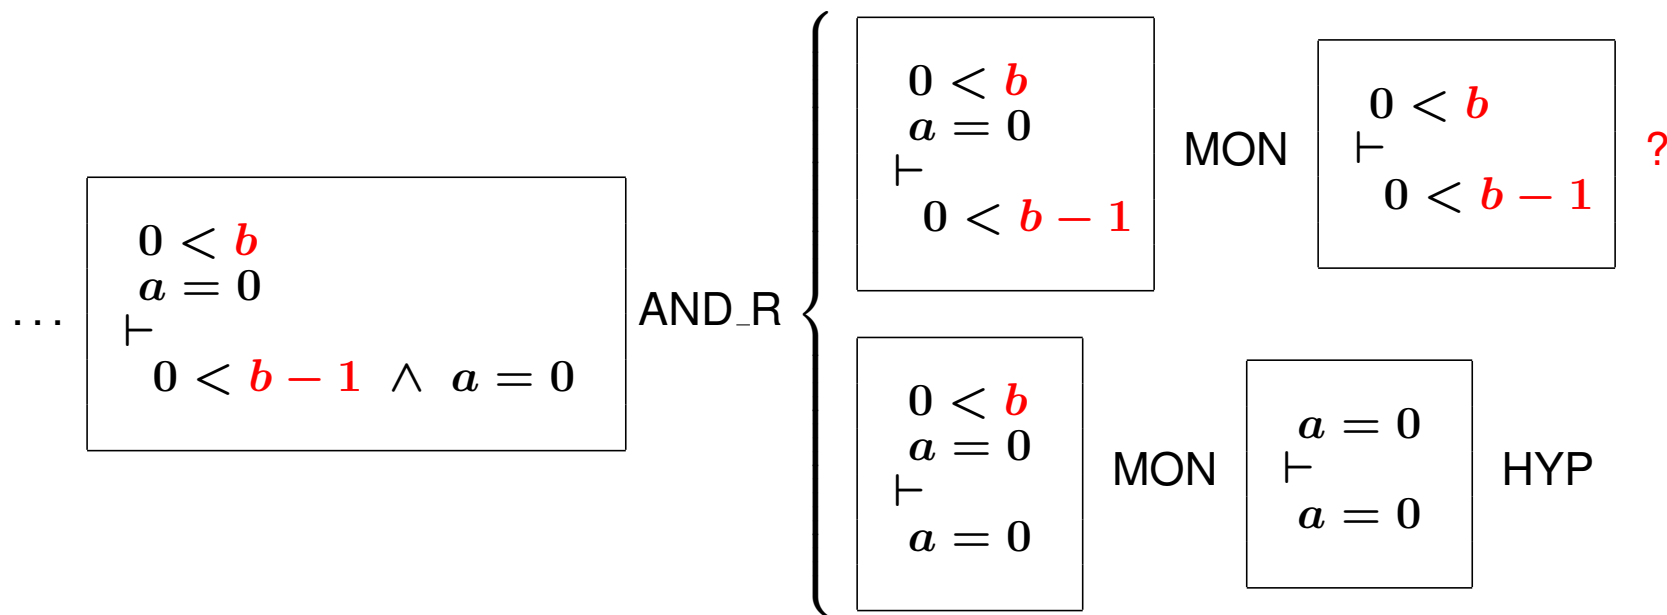 ...
0 < b
a = 0
⊢
0 < b − 1 ∧ a = 0
AND_R
0 < b
a = 0
⊢
0 < b − 1
MON
0 < b
⊢
0 < b − 1
?
0 < b
a = 0
⊢
a = 0
MON
a = 0
⊢
a = 0
HYP